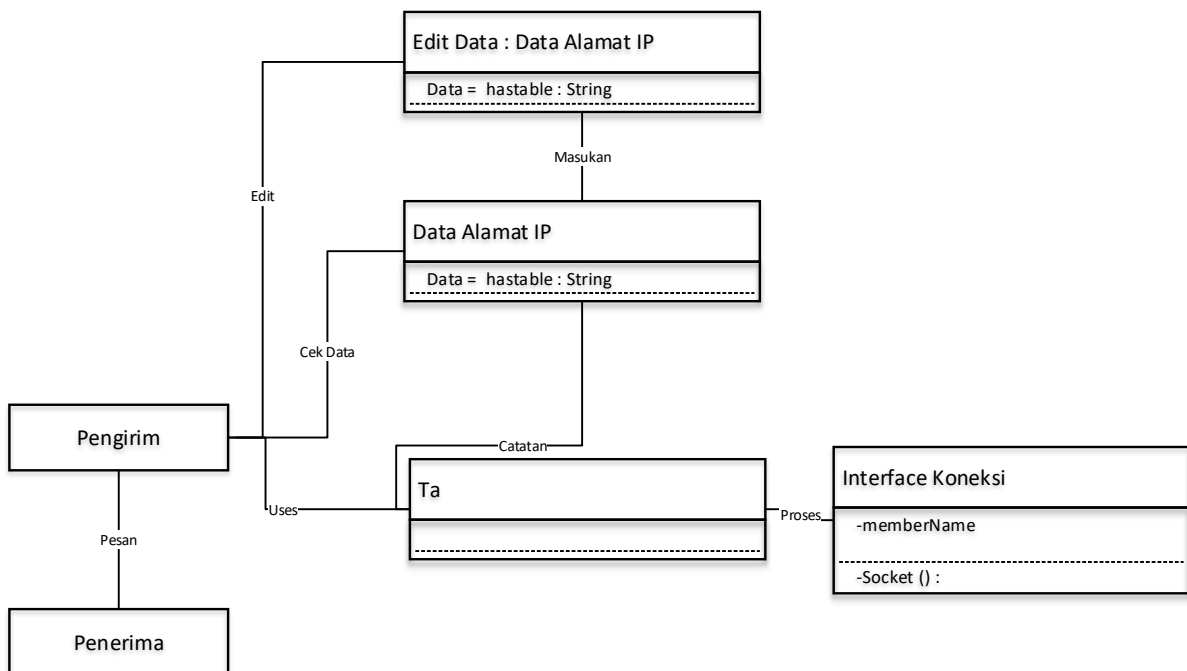 Edit Data : Data Alamat IP
Data = hastable : String
Masukan
Edit
Data Alamat IP
Data = hastable : String
Cek Data
Pengirim
Catatan
Ta
Uses
Proses
Interface Koneksi
-memberName
-Socket () :
Pesan
Penerima